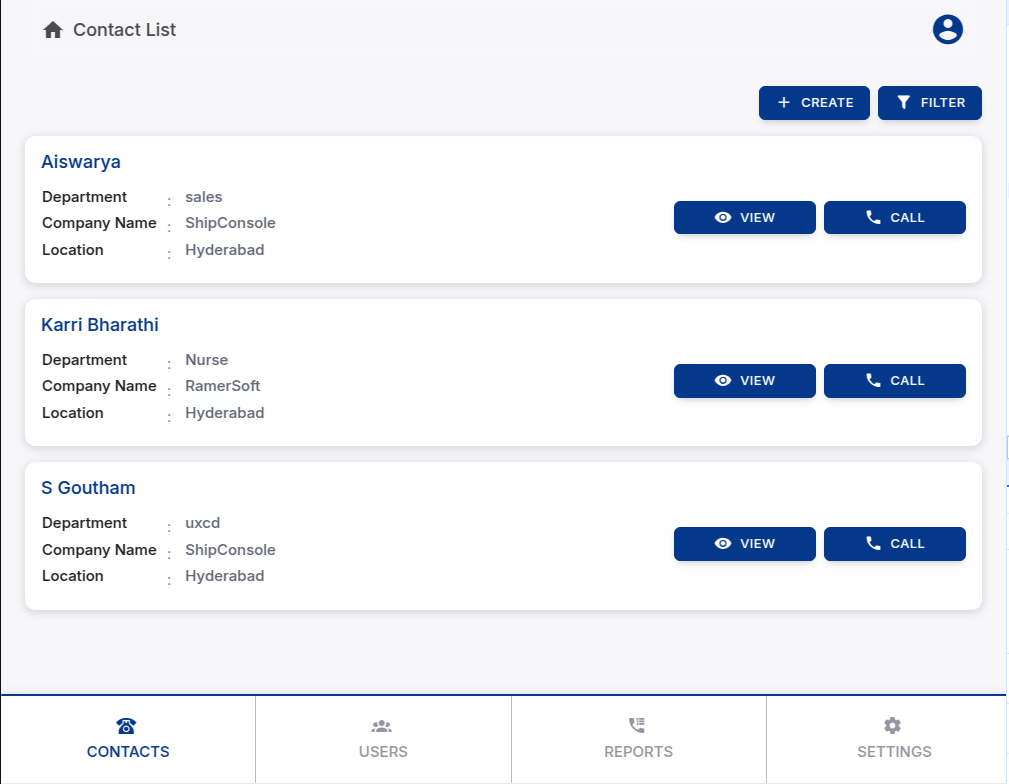 Contact List
CREATE FILTER
Aiswarya
Department : sales
Company Name : ShipConsole
Location : Hyderabad
VIEW CALL
Karri Bharathi
Department : Nurse
Company Name : RamerSoft
Location : Hyderabad
VIEW CALL
S Goutham
Department : uxcd
Company Name : ShipConsole
Location : Hyderabad
VIEW CALL
CONTACTS USERS REPORTS SETTINGS